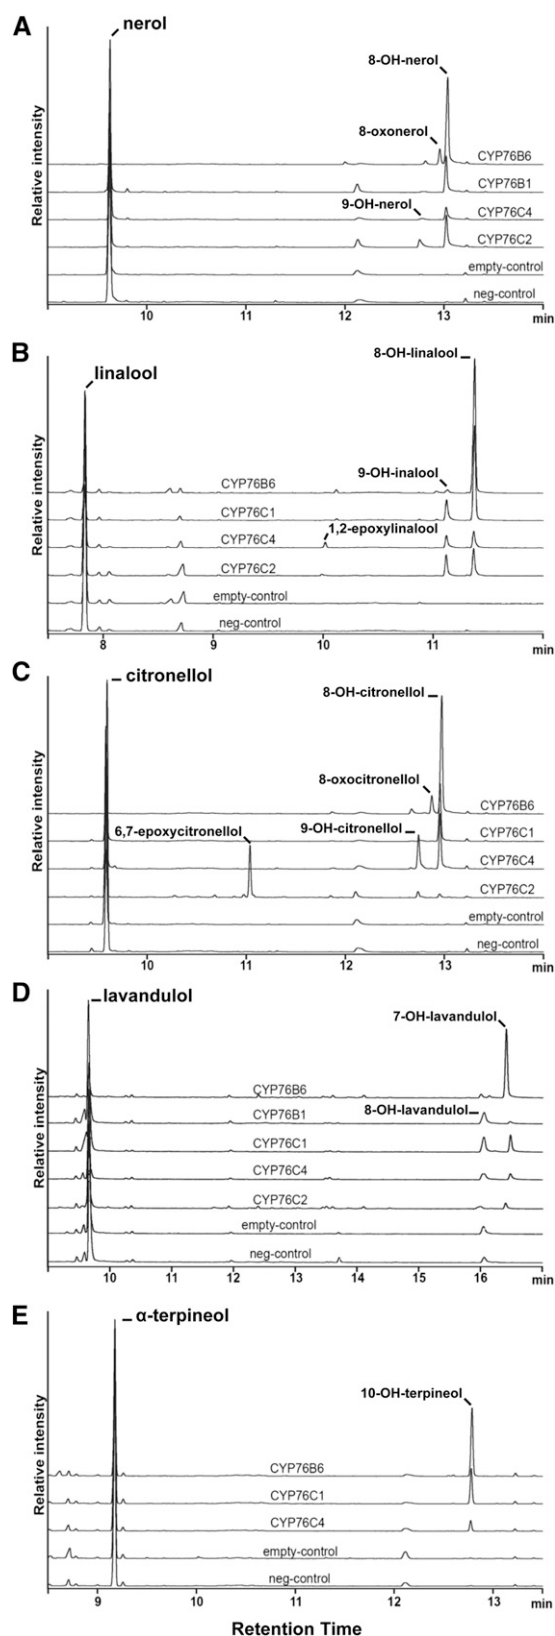 A
nerol
8-OH-nerol
8-oxonerol
CYP76B6
CYP76B1
9-OH-nerol
CYP76C4
CYP76C2
empty-control
neg-control
Relative intensity
10 11 12 13 min
B
linalool
8-OH-linalool
9-OH-inalool
CYP76B6
CYP76C1
1,2-epoxylinalool
CYP76C4
CYP76C2
empty-control
neg-control
Relative intensity
8 9 10 11 min
C
citronellol
8-OH-citronellol
8-oxocitronellol
CYP76B6
6,7-epoxycitronellol
9-OH-citronellol
CYP76C1
CYP76C4
CYP76C2
empty-control
neg-control
Relative intensity
10 11 12 13 min
D
lavandulol
7-OH-lavandulol
CYP76B6
CYP76B1
8-OH-lavandulol
CYP76C1
CYP76C4
CYP76C2
empty-control
neg-control
Relative intensity
10 11 12 13 14 15 16 min
E
α-terpineol
10-OH-terpineol
CYP76B6
CYP76C1
CYP76C4
empty-control
neg-control
Relative intensity
9 10 11 12 13 min
Retention Time